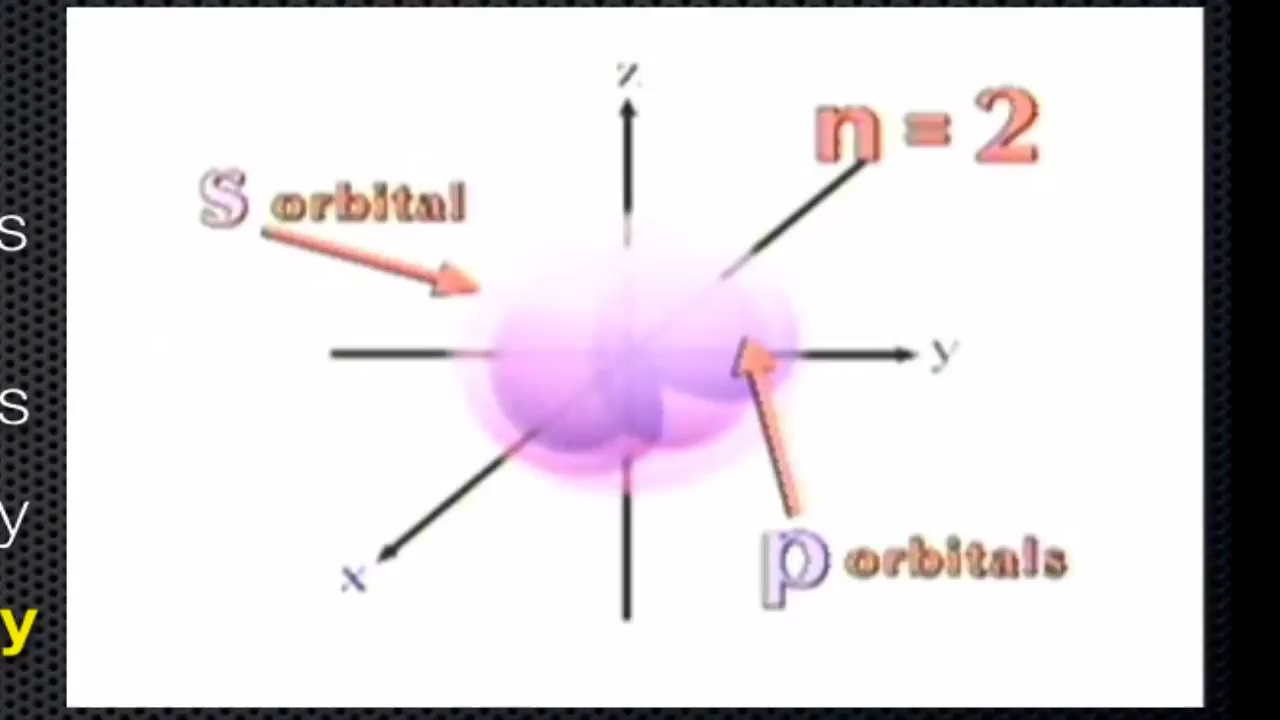 z
n = 2
s orbital
s
y
s
x
p orbitals
y
y